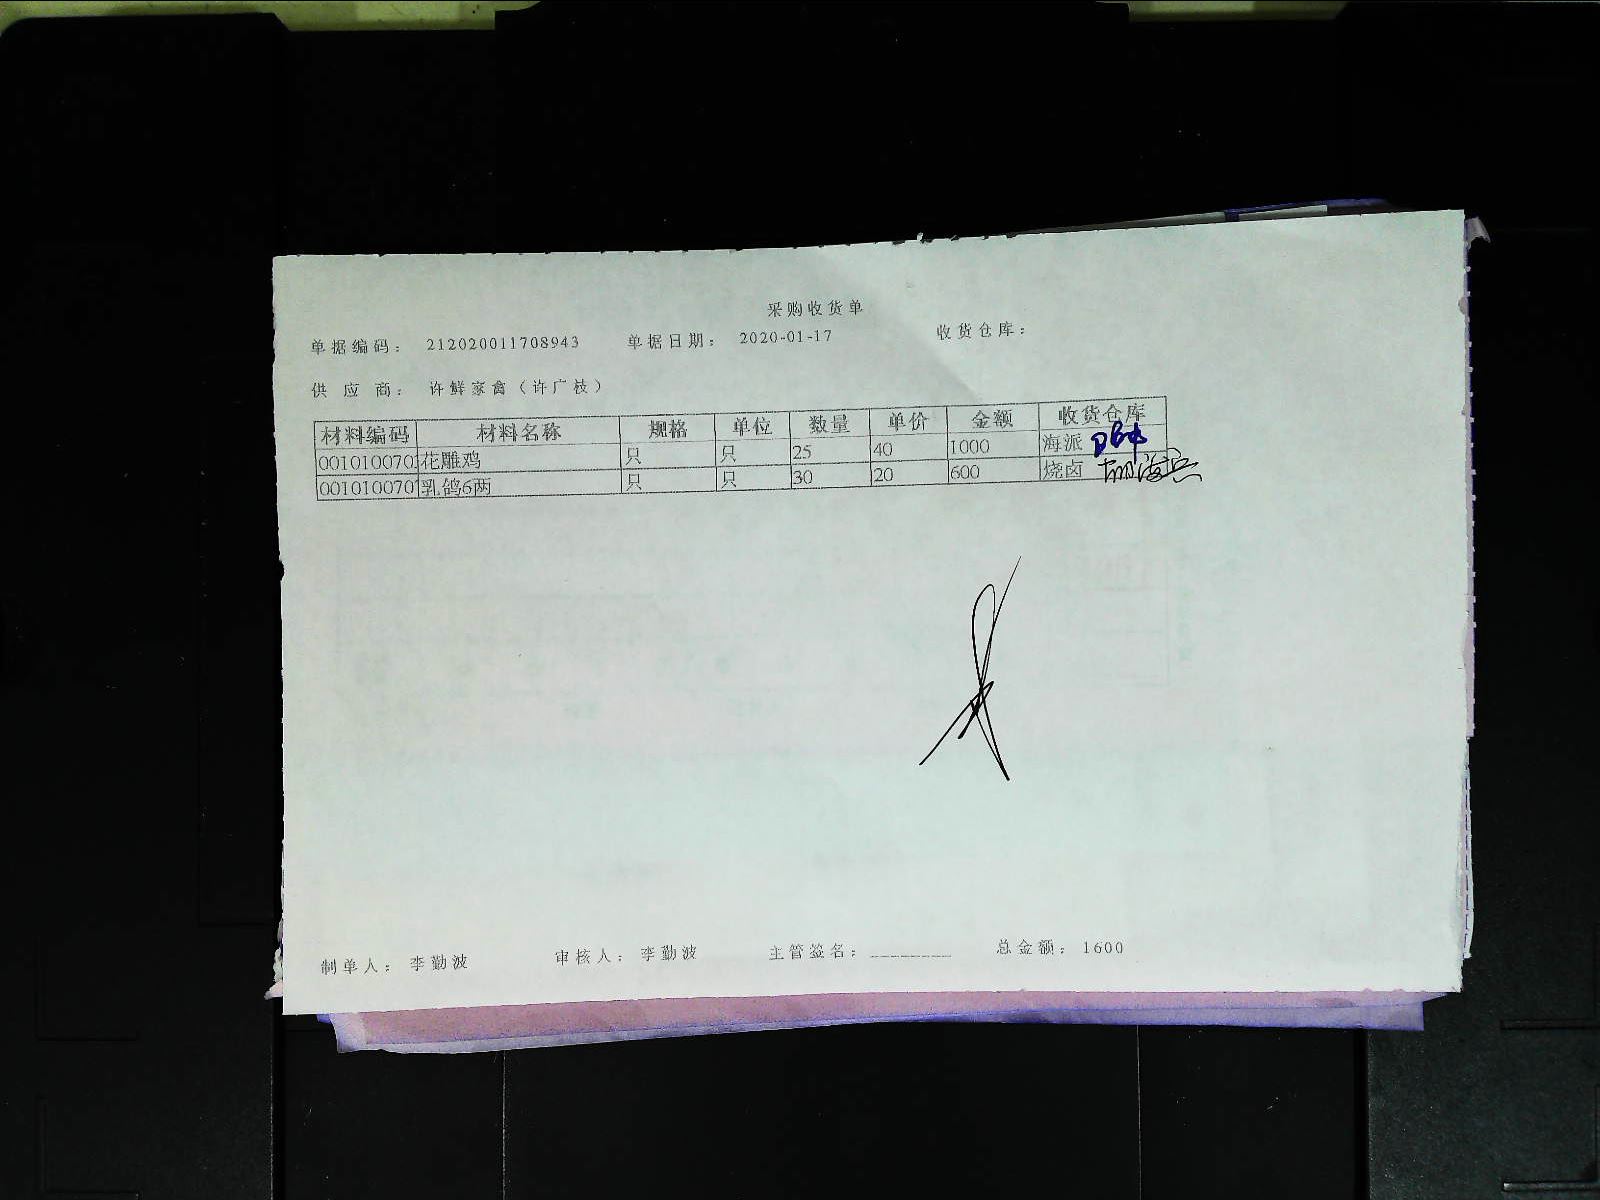 采购收货单
单据编码： 212020011708943 单据日期： 2020-01-17 收货仓库：
供 应 商： 许鲜家禽（许广枝）
材料编码 材料名称 规格 单位 数量 单价 金额 收货仓库
001010070 花雕鸡 只 只 25 40 1000 海派
001010070 乳鸽6两 只 只 30 20 600 烧卤
制单人： 李勤波 审核人： 李勤波 主管签名：________ 总金额： 1600